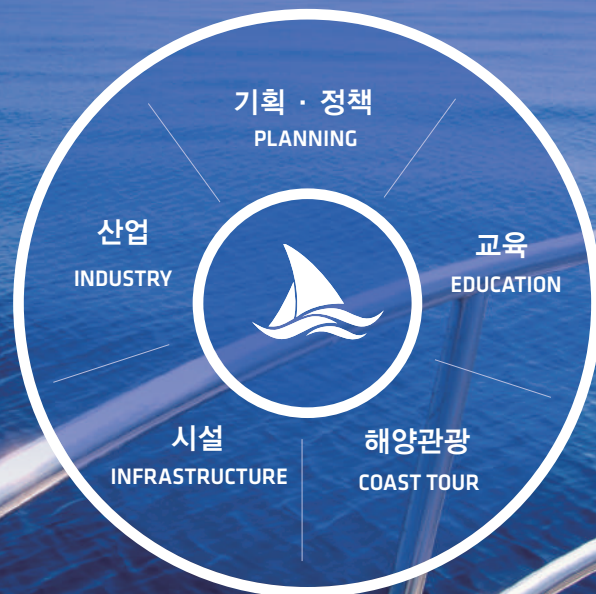 기획 · 정책
PLANNING
산업
INDUSTRY
교육
EDUCATION
시설
INFRASTRUCTURE
해양관광
COAST TOUR